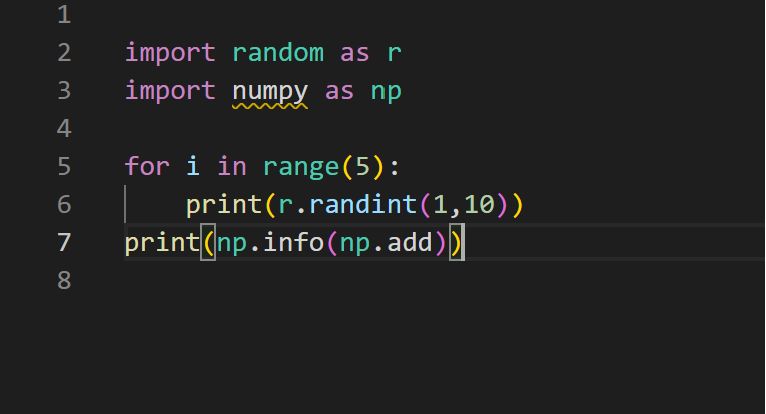 1
2 import random as r
3 import numpy as np
4
5 for i in range(5):
6     print(r.randint(1,10))
7 print(np.info(np.add))
8